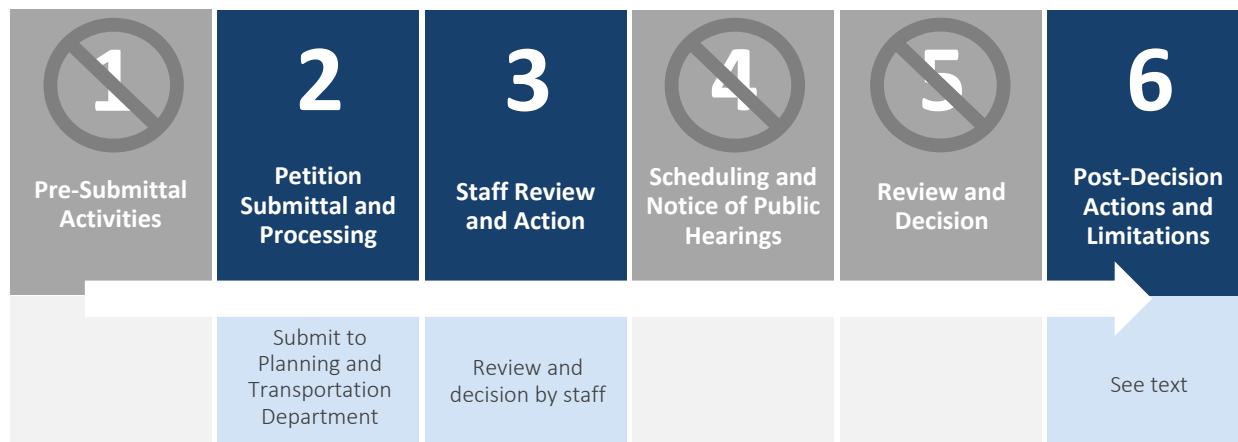 1
Pre-Submittal
Activities
2
Petition
Submittal and
Processing
3
Staff Review
and Action
4
Scheduling and
Notice of Public
Hearings
5
Review and
Decision
6
Post-Decision
Actions and
Limitations
Submit to
Planning and
Transportation
Department
Review and
decision by staff
See text